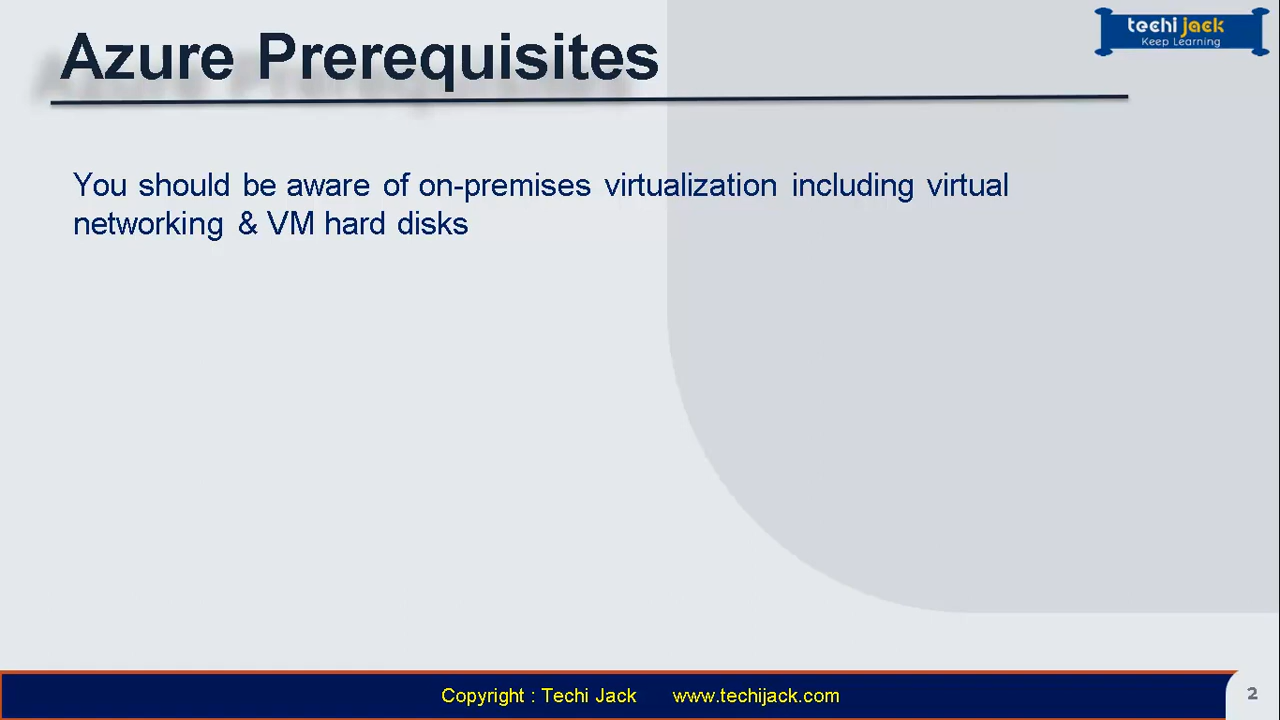 Azure Prerequisites
techi jack
Keep Learning
You should be aware of on-premises virtualization including virtual
networking & VM hard disks
Copyright : Techi Jack www.techijack.com
2